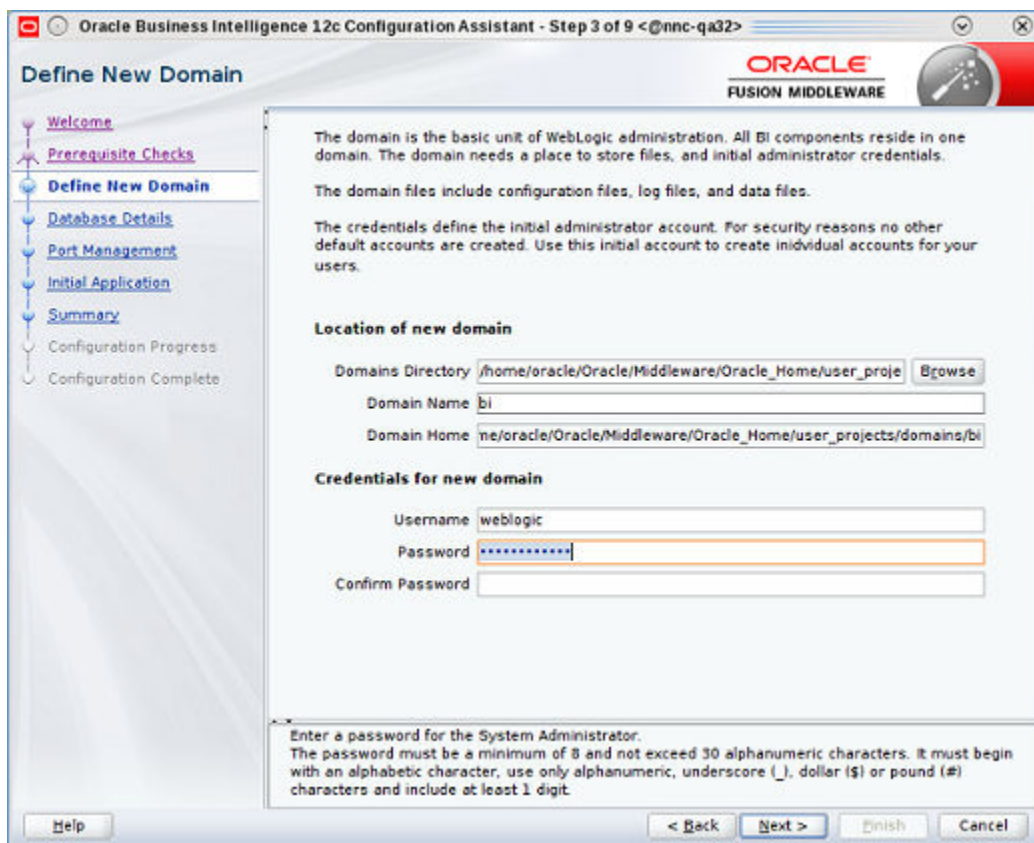 Oracle Business Intelligence 12c Configuration Assistant - Step 3 of 9 <@nnc-qa32>
Define New Domain
ORACLE
FUSION MIDDLEWARE
Welcome
Prerequisite Checks
Define New Domain
Database Details
Port Management
Initial Application
Summary
Configuration Progress
Configuration Complete
The domain is the basic unit of WebLogic administration. All BI components reside in one
domain. The domain needs a place to store files, and initial administrator credentials.
The domain files include configuration files, log files, and data files.
The credentials define the initial administrator account. For security reasons no other
default accounts are created. Use this initial account to create inidvidual accounts for your
users.
Location of new domain
Domains Directory /home/oracle/Oracle/Middleware/Oracle_Home/user_proje Browse
Domain Name bi
Domain Home ne/oracle/Oracle/Middleware/Oracle_Home/user_projects/domains/bi
Credentials for new domain
Username weblogic
Password ••••••••••••
Confirm Password
Enter a password for the System Administrator.
The password must be a minimum of 8 and not exceed 30 alphanumeric characters. It must begin
with an alphabetic character, use only alphanumeric, underscore (_), dollar ($) or pound (#)
characters and include at least 1 digit.
Help < Back Next > Finish Cancel